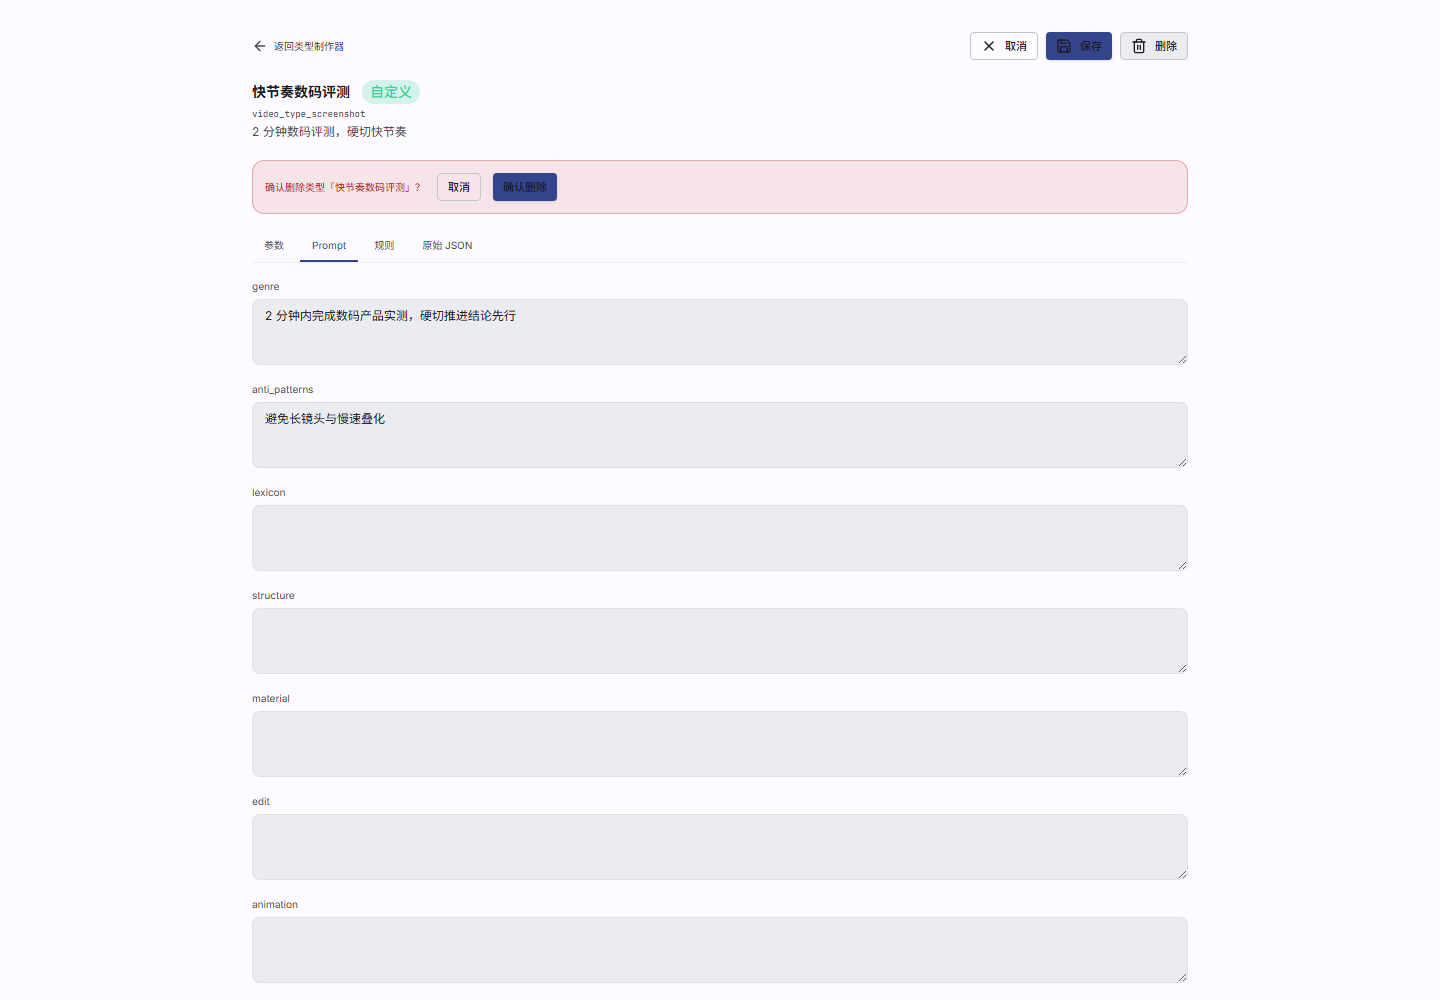 返回类型制作器
取消
保存
删除
快节奏数码评测 自定义
video_type_screenshot
2 分钟数码评测，硬切快节奏
确认删除类型「快节奏数码评测」？ 取消 确认删除
参数 Prompt 规则 原始 JSON
genre
2 分钟内完成数码产品实测，硬切推进结论先行
anti_patterns
避免长镜头与慢速叠化
lexicon
structure
material
edit
animation